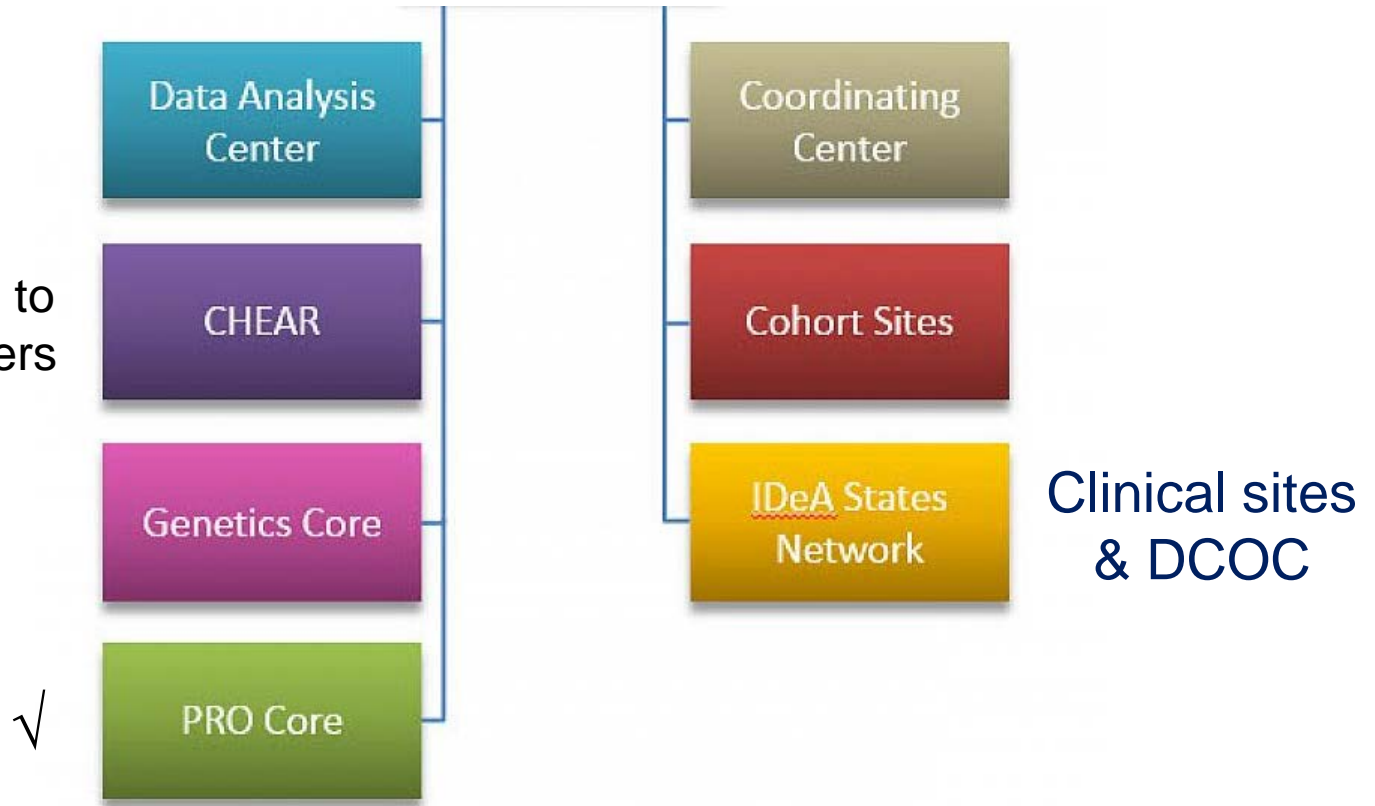 Data Analysis
Center
to
ers
CHEAR
Genetics Core
√
PRO Core
Coordinating
Center
Cohort Sites
IDeA States
Network
Clinical sites
& DCOC